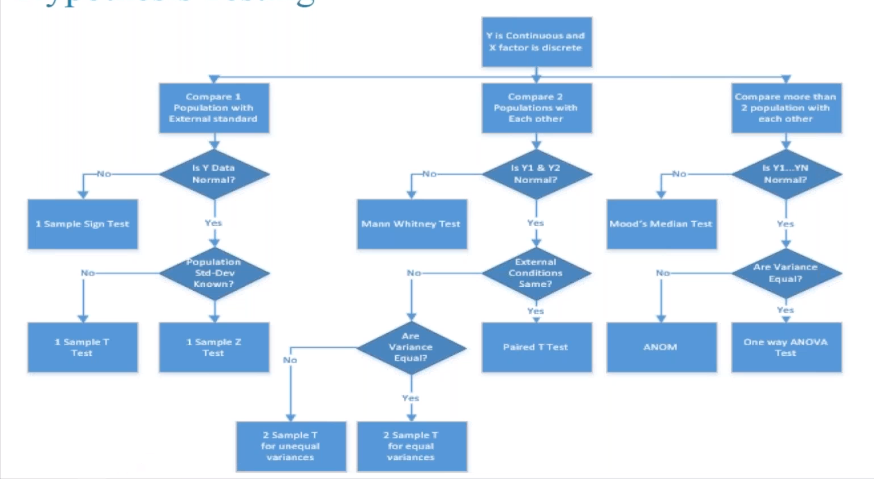 Y is Continuous and
X factor is discrete
Compare 1
Population with
External standard
Compare 2
Populations with
Each other
Compare more than
2 population with
each other
Is Y Data
Normal?
Is Y1 & Y2
Normal?
Is Y1...YN
Normal?
No
No
No
1 Sample Sign Test
Yes
Mann Whitney Test
Yes
Mood's Median Test
Yes
Population
Std-Dev
Known?
External
Conditions
Same?
Are Variance
Equal?
No
No
No
Yes
Yes
1 Sample T
Test
1 Sample Z
Test
Are
Variance
Equal?
Paired T Test
ANOM
One way ANOVA
Test
No
Yes
2 Sample T
for unequal
variances
2 Sample T
for equal
variances